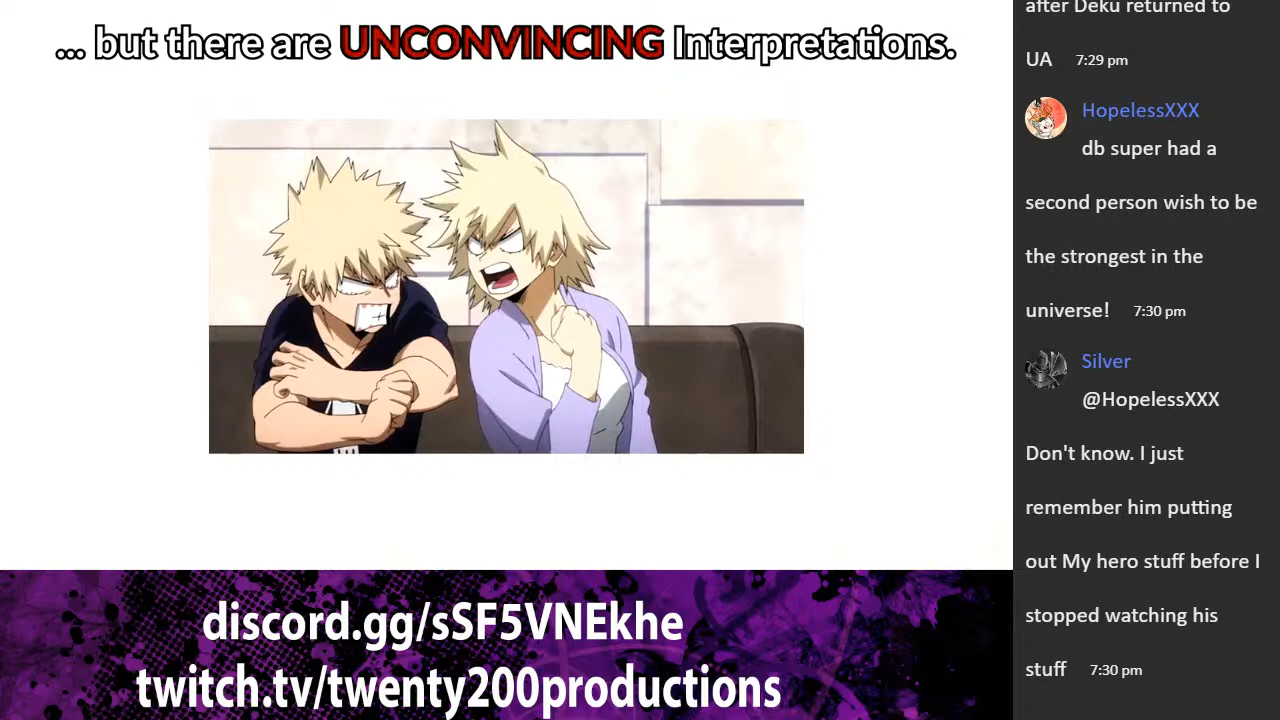 ... but there are UNCONVINCING Interpretations.
discord.gg/sSF5VNEkhe
twitch.tv/twenty200productions
after Deku returned to
UA 7:29 pm
HopelessXXX
db super had a
second person wish to be
the strongest in the
universe! 7:30 pm
Silver
@HopelessXXX
Don't know. I just
remember him putting
out My hero stuff before I
stopped watching his
stuff 7:30 pm